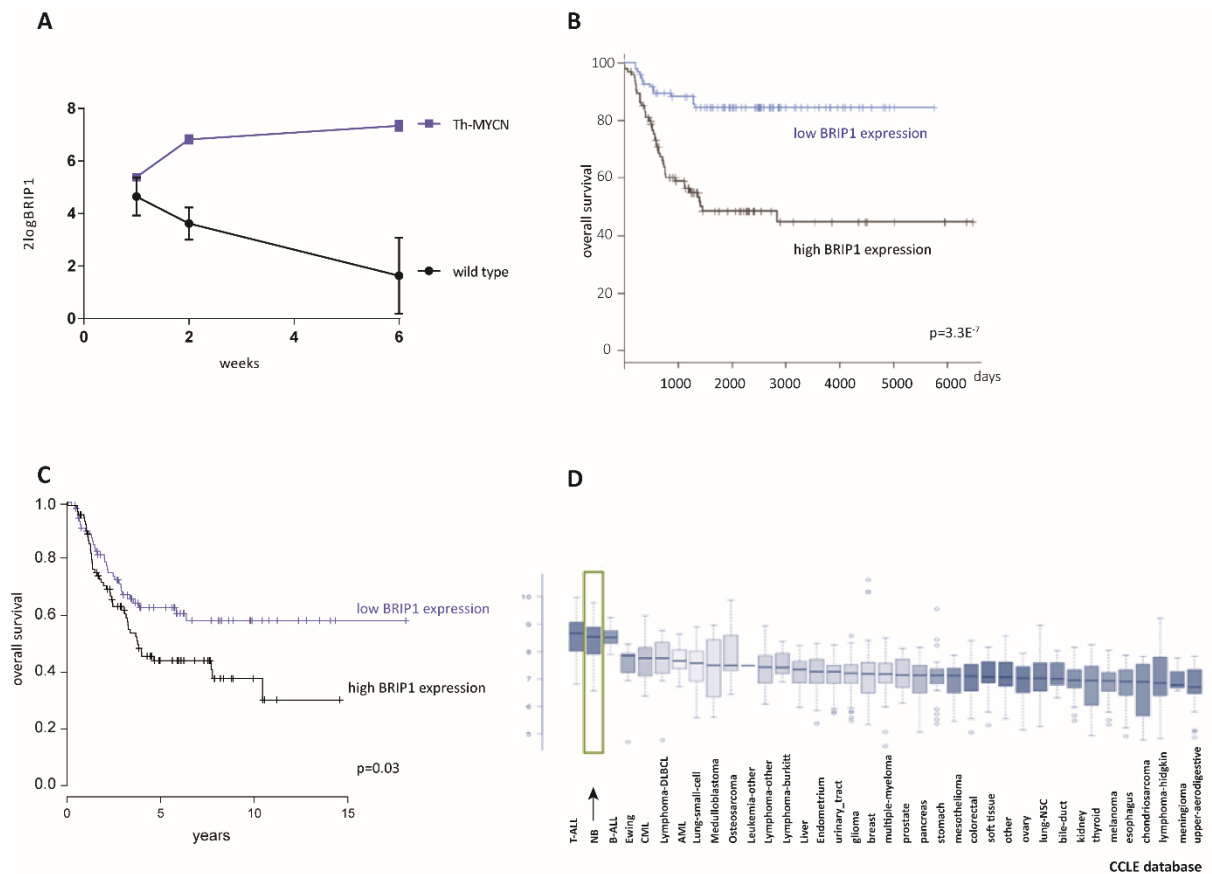 A
8
6
4
2
0
2logBRIP1
0
2
4
6
weeks
Th-MYCN
wild type
B
100
80
60
40
20
0
overall survival
1000
2000
3000
4000
5000
6000
days
low BRIP1 expression
high BRIP1 expression
p=3.3E-7
C
1.0
0.8
0.6
0.4
0.2
0.0
overall survival
0
5
10
15
years
low BRIP1 expression
high BRIP1 expression
p=0.03
D
10
9
8
7
6
5
T-ALL
NB
B-ALL
Ewing
CML
Lymphoma-DLBCL
AML
Lung-small-cell
Medulloblastoma
Osteosarcoma
Leukemia-other
Lymphoma-other
Lymphoma-burkitt
Liver
Endometrium
urinary_tract
glioma
breast
multiple-myeloma
prostate
pancreas
stomach
mesothelioma
colorectal
soft tissue
other
ovary
lung-NSC
bile-duct
kidney
thyroid
melanoma
esophagus
chondriosarcoma
lymphoma-hidgkin
meningioma
upper-aerodigestive
CCLE database